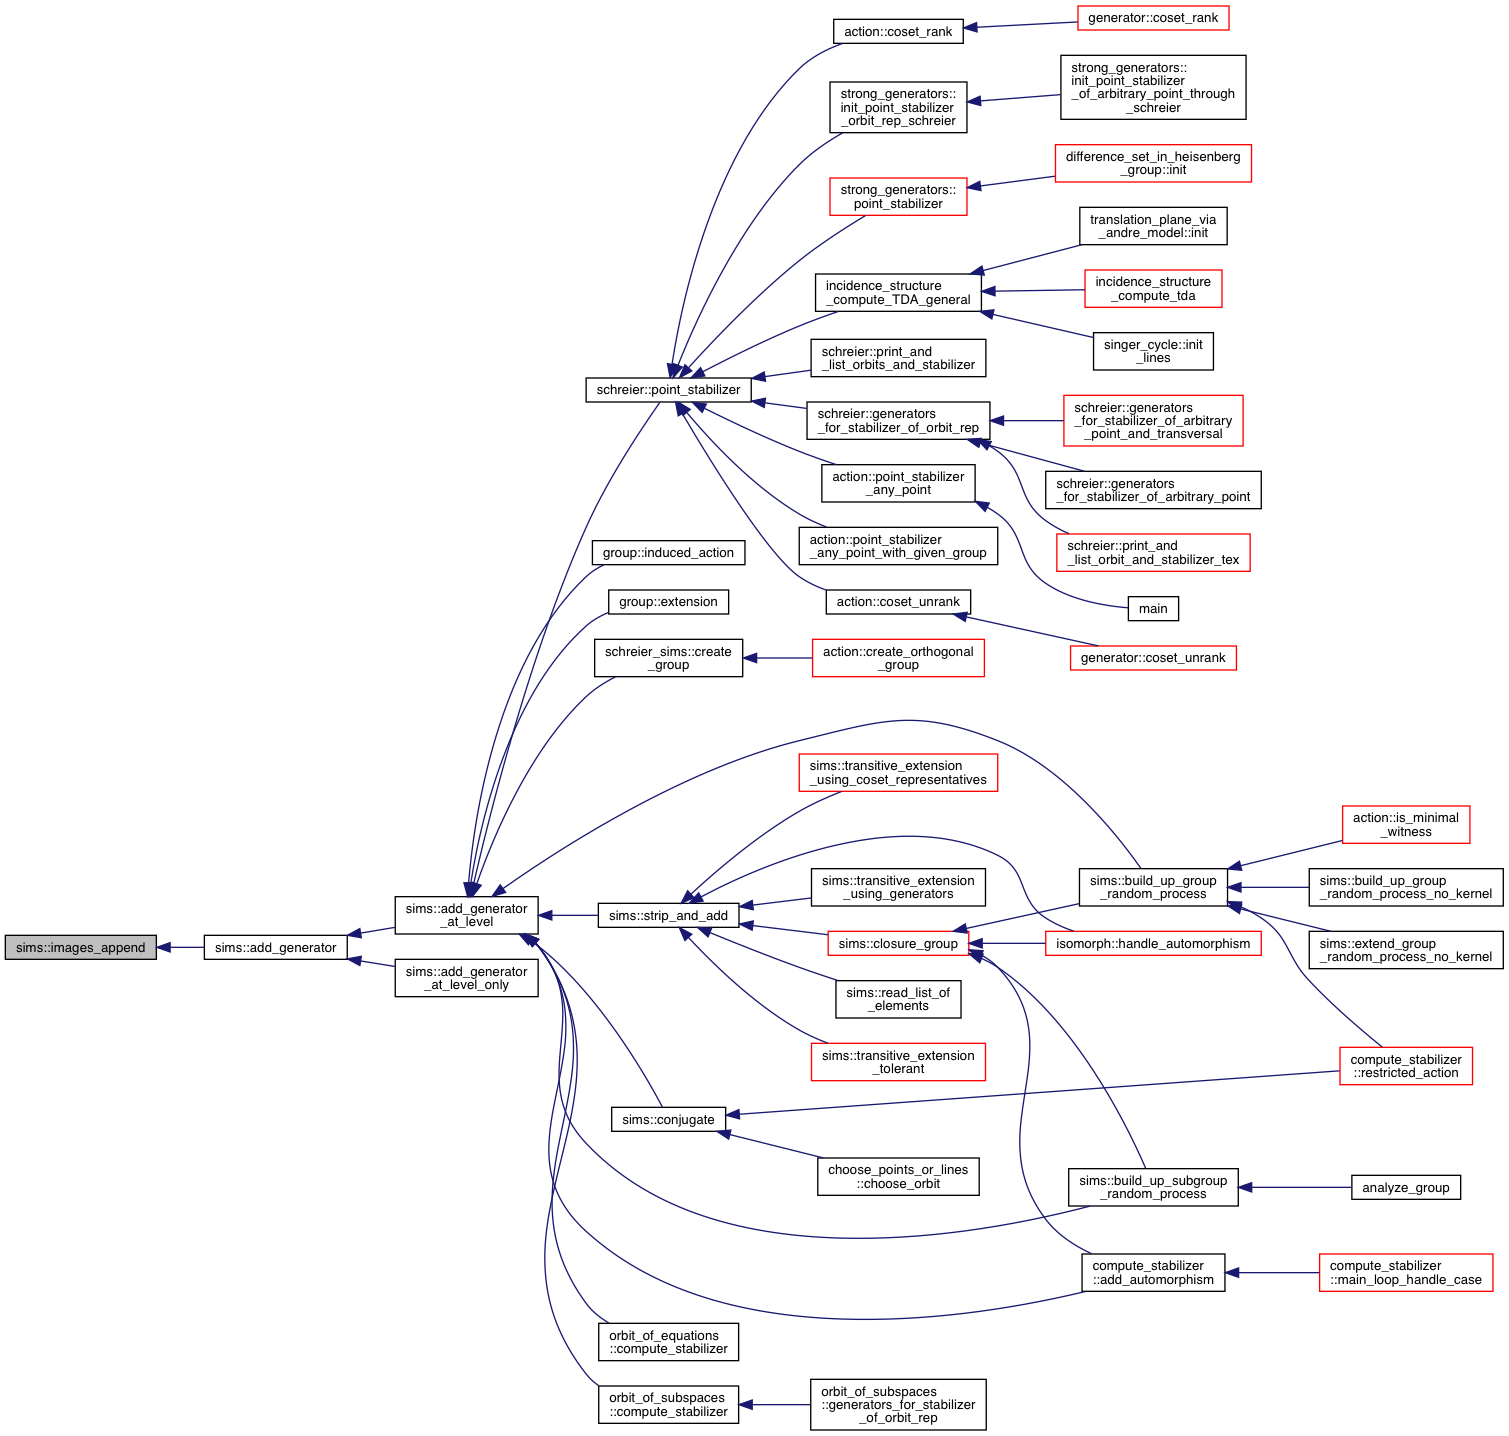 sims::images_append
sims::add_generator
sims::add_generator
_at_level
sims::add_generator
_at_level_only
schreier::point_stabilizer
group::induced_action
group::extension
schreier_sims::create
_group
sims::strip_and_add
sims::conjugate
orbit_of_equations
::compute_stabilizer
orbit_of_subspaces
::compute_stabilizer
action::coset_rank
strong_generators::
init_point_stabilizer
_orbit_rep_schreier
strong_generators::
point_stabilizer
incidence_structure
_compute_TDA_general
schreier::print_and
_list_orbits_and_stabilizer
schreier::generators
_for_stabilizer_of_orbit_rep
action::point_stabilizer
_any_point
action::point_stabilizer
_any_point_with_given_group
action::coset_unrank
action::create_orthogonal
_group
sims::transitive_extension
_using_coset_representatives
sims::transitive_extension
_using_generators
sims::closure_group
sims::read_list_of
_elements
sims::transitive_extension
_tolerant
choose_points_or_lines
::choose_orbit
orbit_of_subspaces
::generators_for_stabilizer
_of_orbit_rep
generator::coset_rank
strong_generators::
init_point_stabilizer
_of_arbitrary_point_through
_schreier
difference_set_in_heisenberg
_group::init
translation_plane_via
_andre_model::init
incidence_structure
_compute_tda
singer_cycle::init
_lines
schreier::generators
_for_stabilizer_of_arbitrary
_point_and_transversal
schreier::generators
_for_stabilizer_of_arbitrary_point
schreier::print_and
_list_orbit_and_stabilizer_tex
main
generator::coset_unrank
sims::build_up_group
_random_process
isomorph::handle_automorphism
sims::build_up_subgroup
_random_process
compute_stabilizer
::add_automorphism
action::is_minimal
_witness
sims::build_up_group
_random_process_no_kernel
sims::extend_group
_random_process_no_kernel
compute_stabilizer
::restricted_action
analyze_group
compute_stabilizer
::main_loop_handle_case